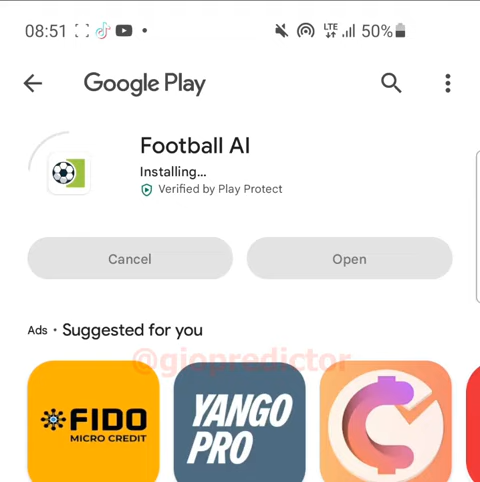 08:51 LTE 50%
Google Play
Football AI
Installing...
Verified by Play Protect
Cancel Open
Ads • Suggested for you
@giopredictor
FIDO
MICRO CREDIT
YANGO
PRO